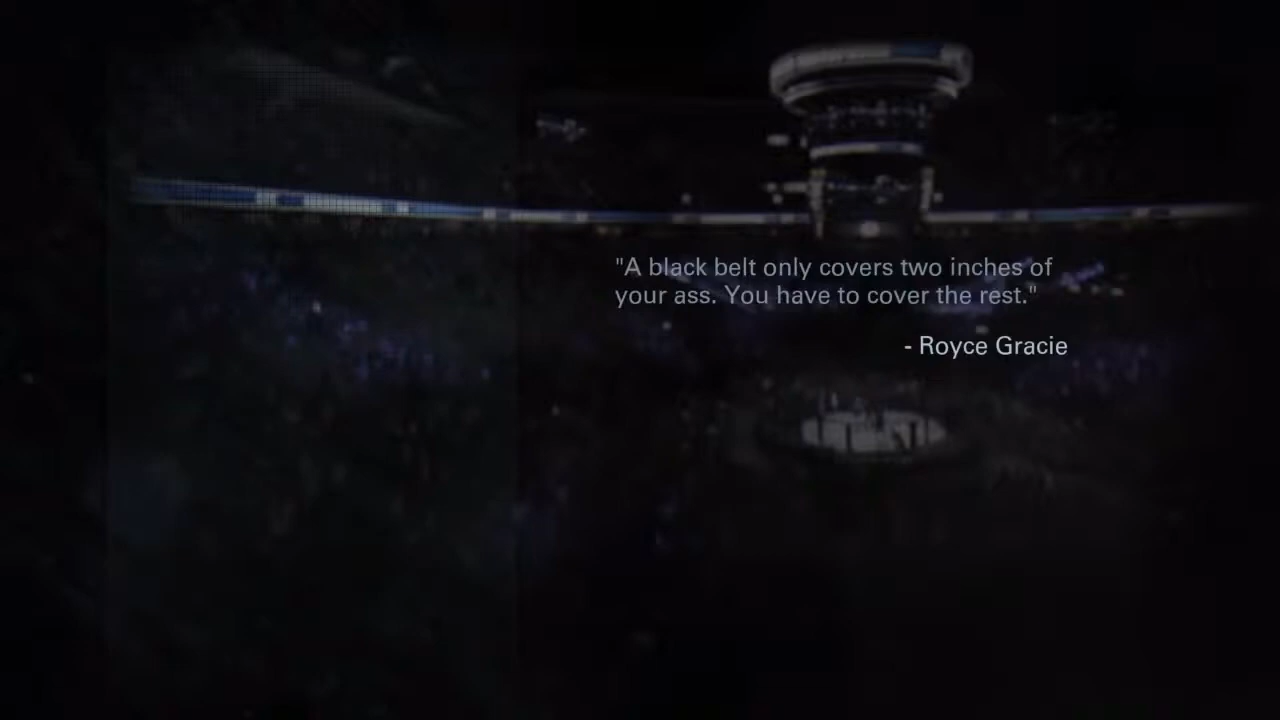 "A black belt only covers two inches of
your ass. You have to cover the rest."
- Royce Gracie